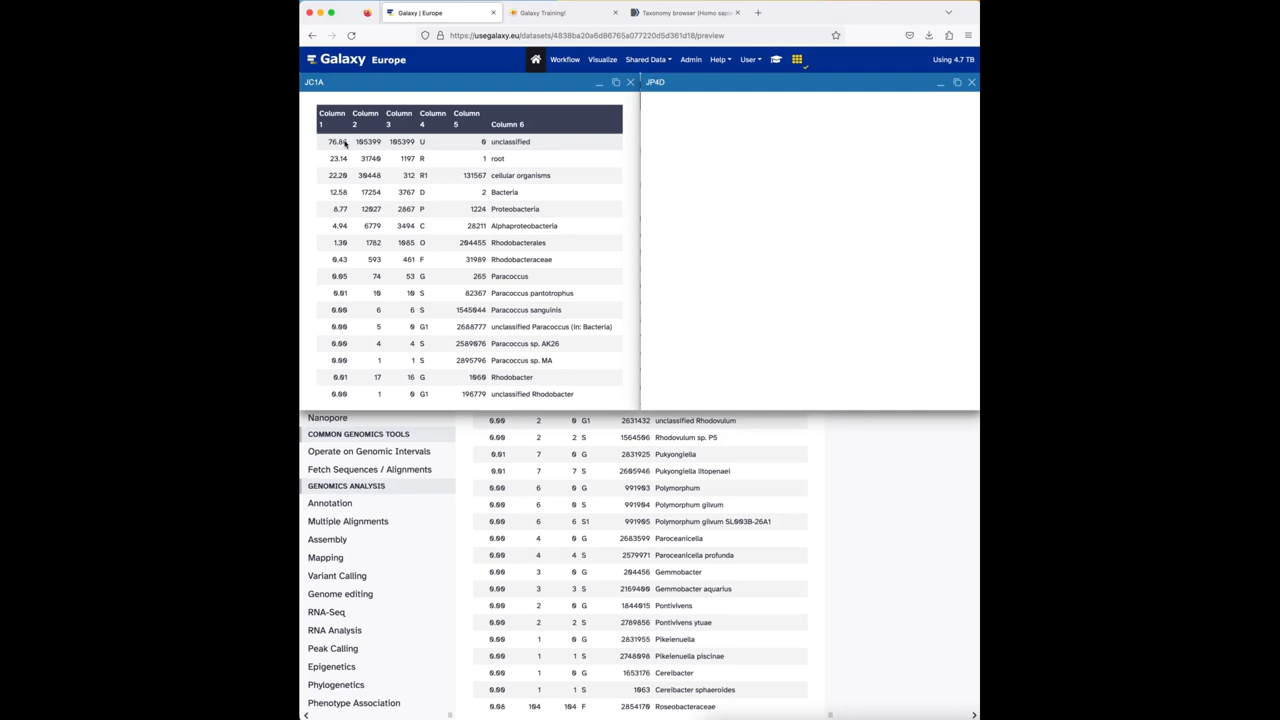 Galaxy | Europe
Galaxy Training!
Taxonomy browser (Homo sapie
https://usegalaxy.eu/datasets/4838ba20a6d86765a077220d5d361d18/preview
Galaxy Europe
Workflow Visualize Shared Data Admin Help User
Using 4.7 TB
JC1A
JP4D
Column 1 Column 2 Column 3 Column 4 Column 5 Column 6
76.86 105399 105399 U 0 unclassified
23.14 31740 1197 R 1 root
22.20 30448 312 R1 131567 cellular organisms
12.58 17254 3767 D 2 Bacteria
8.77 12027 2867 P 1224 Proteobacteria
4.94 6779 3494 C 28211 Alphaproteobacteria
1.30 1782 1085 O 204455 Rhodobacterales
0.43 593 461 F 31989 Rhodobacteraceae
0.05 74 53 G 265 Paracoccus
0.01 10 10 S 82367 Paracoccus pantotrophus
0.00 6 6 S 1545044 Paracoccus sanguinis
0.00 5 0 G1 2688777 unclassified Paracoccus (in: Bacteria)
0.00 4 4 S 2589076 Paracoccus sp. AK26
0.00 1 1 S 2895796 Paracoccus sp. MA
0.01 17 16 G 1060 Rhodobacter
0.00 1 0 G1 196779 unclassified Rhodobacter
Nanopore
COMMON GENOMICS TOOLS
Operate on Genomic Intervals
Fetch Sequences / Alignments
GENOMICS ANALYSIS
Annotation
Multiple Alignments
Assembly
Mapping
Variant Calling
Genome editing
RNA-Seq
RNA Analysis
Peak Calling
Epigenetics
Phylogenetics
Phenotype Association
0.00 2 0 G1 2631432 unclassified Rhodovulum
0.00 2 2 S 1564506 Rhodovulum sp. P5
0.01 7 0 G 2831925 Pukyongiella
0.01 7 7 S 2605946 Pukyongiella litopenaei
0.00 6 0 G 991903 Polymorphum
0.00 6 0 S 991904 Polymorphum gilvum
0.00 6 6 S1 991905 Polymorphum gilvum SL003B-26A1
0.00 4 0 G 2683599 Paroceanicella
0.00 4 4 S 2579971 Paroceanicella profunda
0.00 3 0 G 204456 Gemmobacter
0.00 3 3 S 2169400 Gemmobacter aquarius
0.00 2 0 G 1844015 Pontivivens
0.00 2 2 S 2789856 Pontivivens ytuae
0.00 1 0 G 2831955 Pikeienuella
0.00 1 1 S 2748098 Pikeienuella piscinae
0.00 1 0 G 1653176 Cereibacter
0.00 1 1 S 1063 Cereibacter sphaeroides
0.08 104 104 F 2854170 Roseobacteraceae